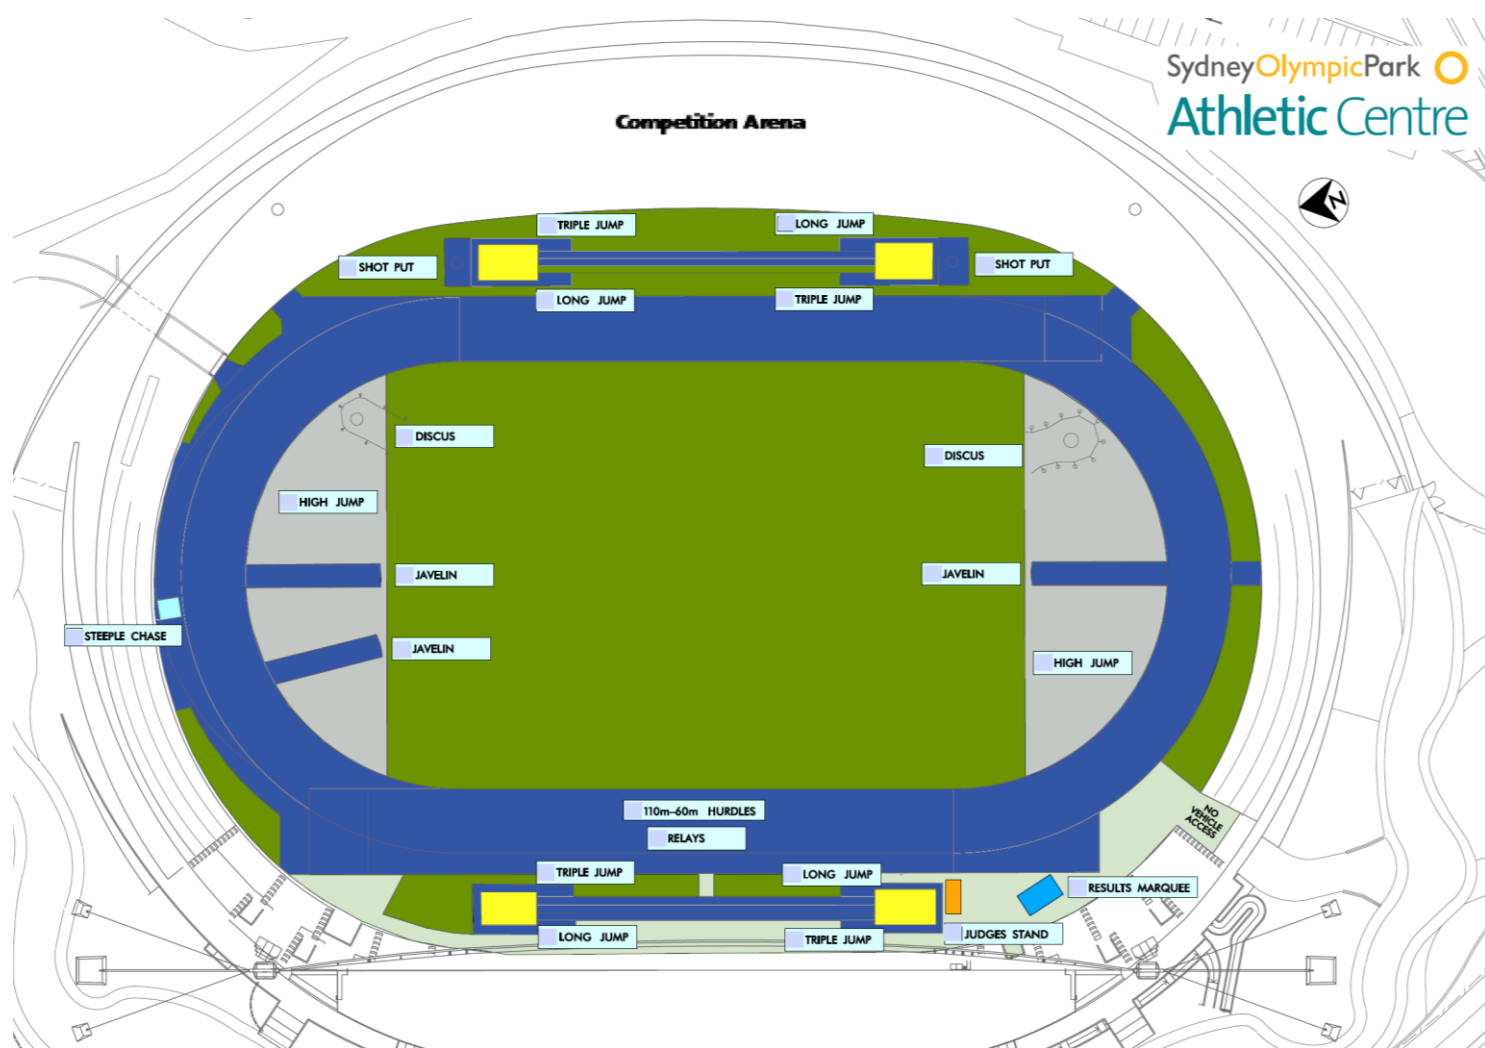 SydneyOlympicPark
Athletic Centre
Competition Arena
N
TRIPLE JUMP
LONG JUMP
SHOT PUT
SHOT PUT
LONG JUMP
TRIPLE JUMP
DISCUS
DISCUS
HIGH JUMP
JAVELIN
JAVELIN
STEEPLE CHASE
JAVELIN
HIGH JUMP
110m–60m HURDLES
NO
VEHICLE
ACCESS
RELAYS
TRIPLE JUMP
LONG JUMP
RESULTS MARQUEE
LONG JUMP
TRIPLE JUMP
JUDGES STAND